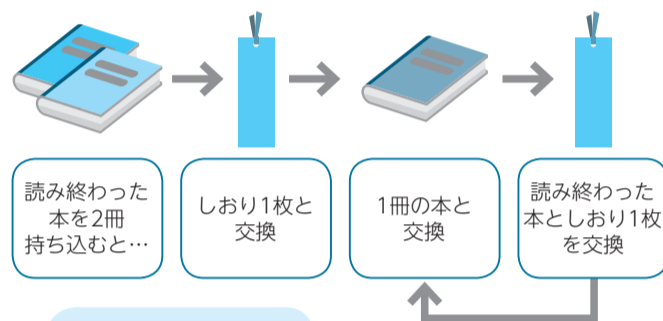 読み終わった
本を2冊
持ち込むと…
しおり1枚と
交換
1冊の本と
交換
読み終わった
本としおり1枚
を交換